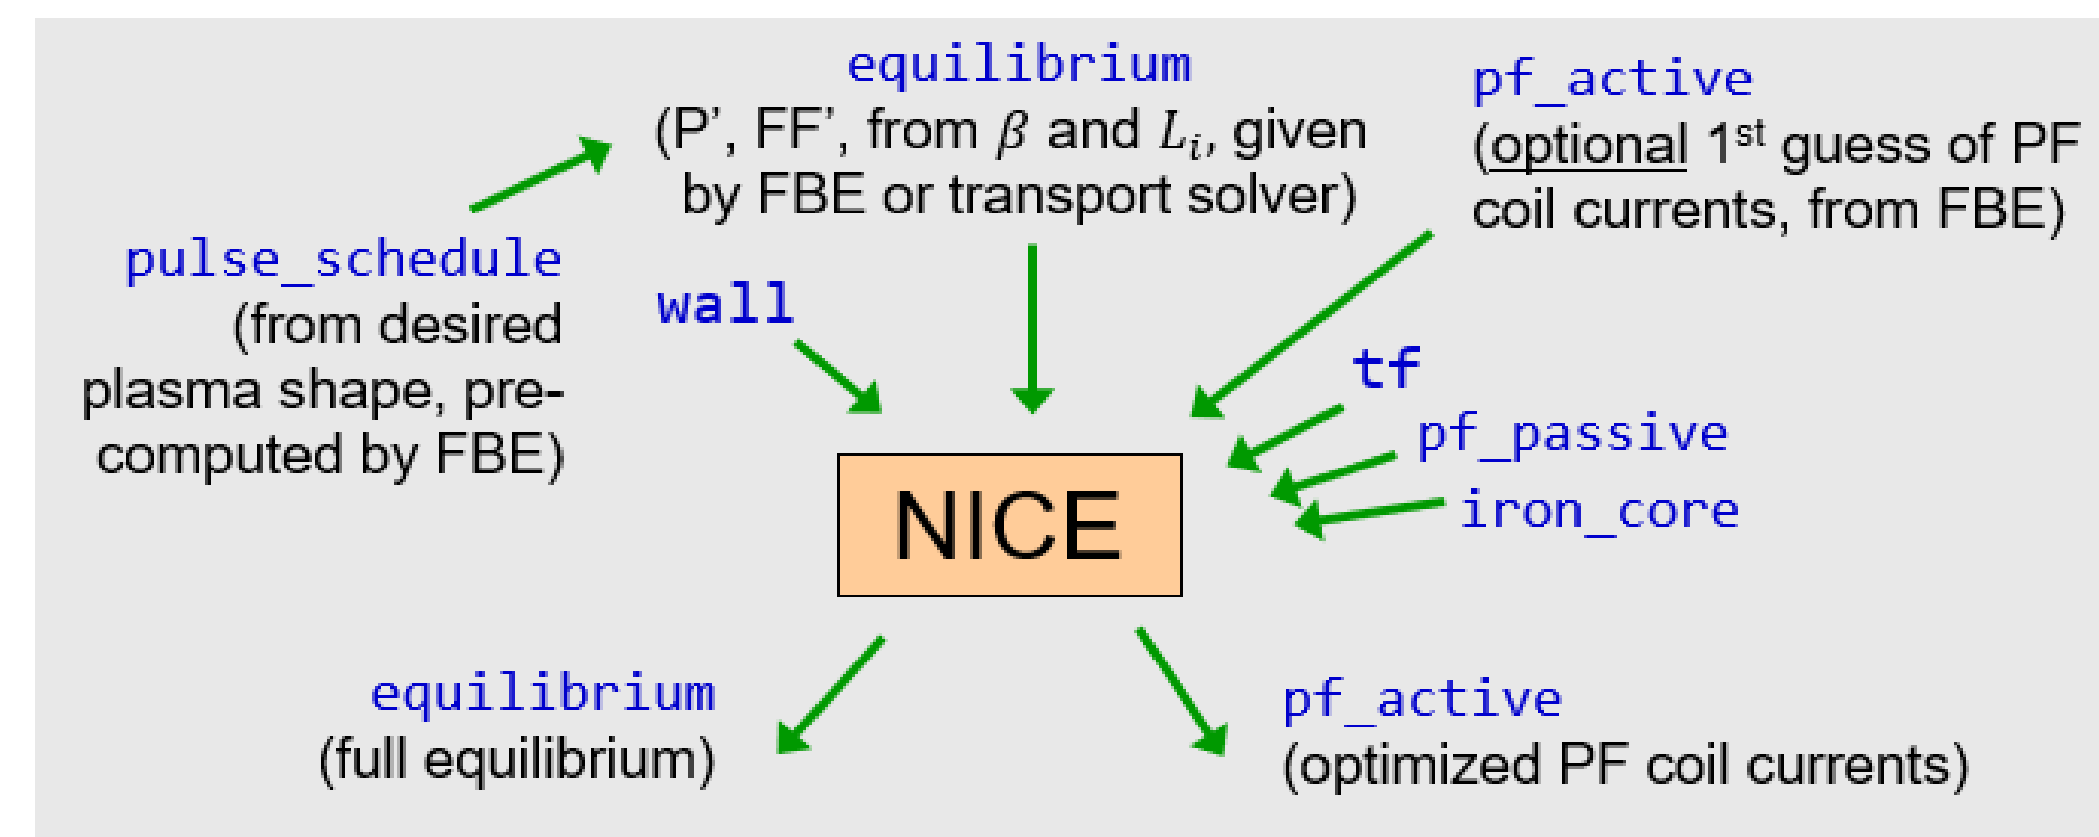 equilibrium
(P’, FF’, from β and Li, given
by FBE or transport solver)
pf_active
(optional 1st guess of PF
coil currents, from FBE)
pulse_schedule
(from desired
plasma shape, pre-
computed by FBE)
wall
tf
pf_passive
iron_core
NICE
equilibrium
(full equilibrium)
pf_active
(optimized PF coil currents)